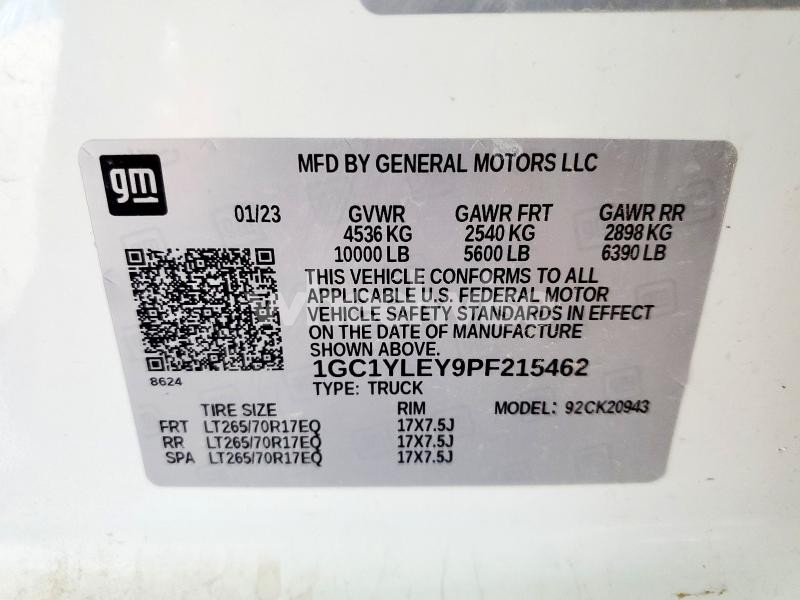 gm
MFD BY GENERAL MOTORS LLC
01/23 GVWR GAWR FRT GAWR RR
4536 KG 2540 KG 2898 KG
10000 LB 5600 LB 6390 LB
THIS VEHICLE CONFORMS TO ALL
APPLICABLE U.S. FEDERAL MOTOR
VEHICLE SAFETY STANDARDS IN EFFECT
ON THE DATE OF MANUFACTURE
SHOWN ABOVE.
1GC1YLEY9PF215462
8624
TYPE: TRUCK
TIRE SIZE RIM MODEL: 92CK20943
FRT LT265/70R17EQ 17X7.5J
RR LT265/70R17EQ 17X7.5J
SPA LT265/70R17EQ 17X7.5J